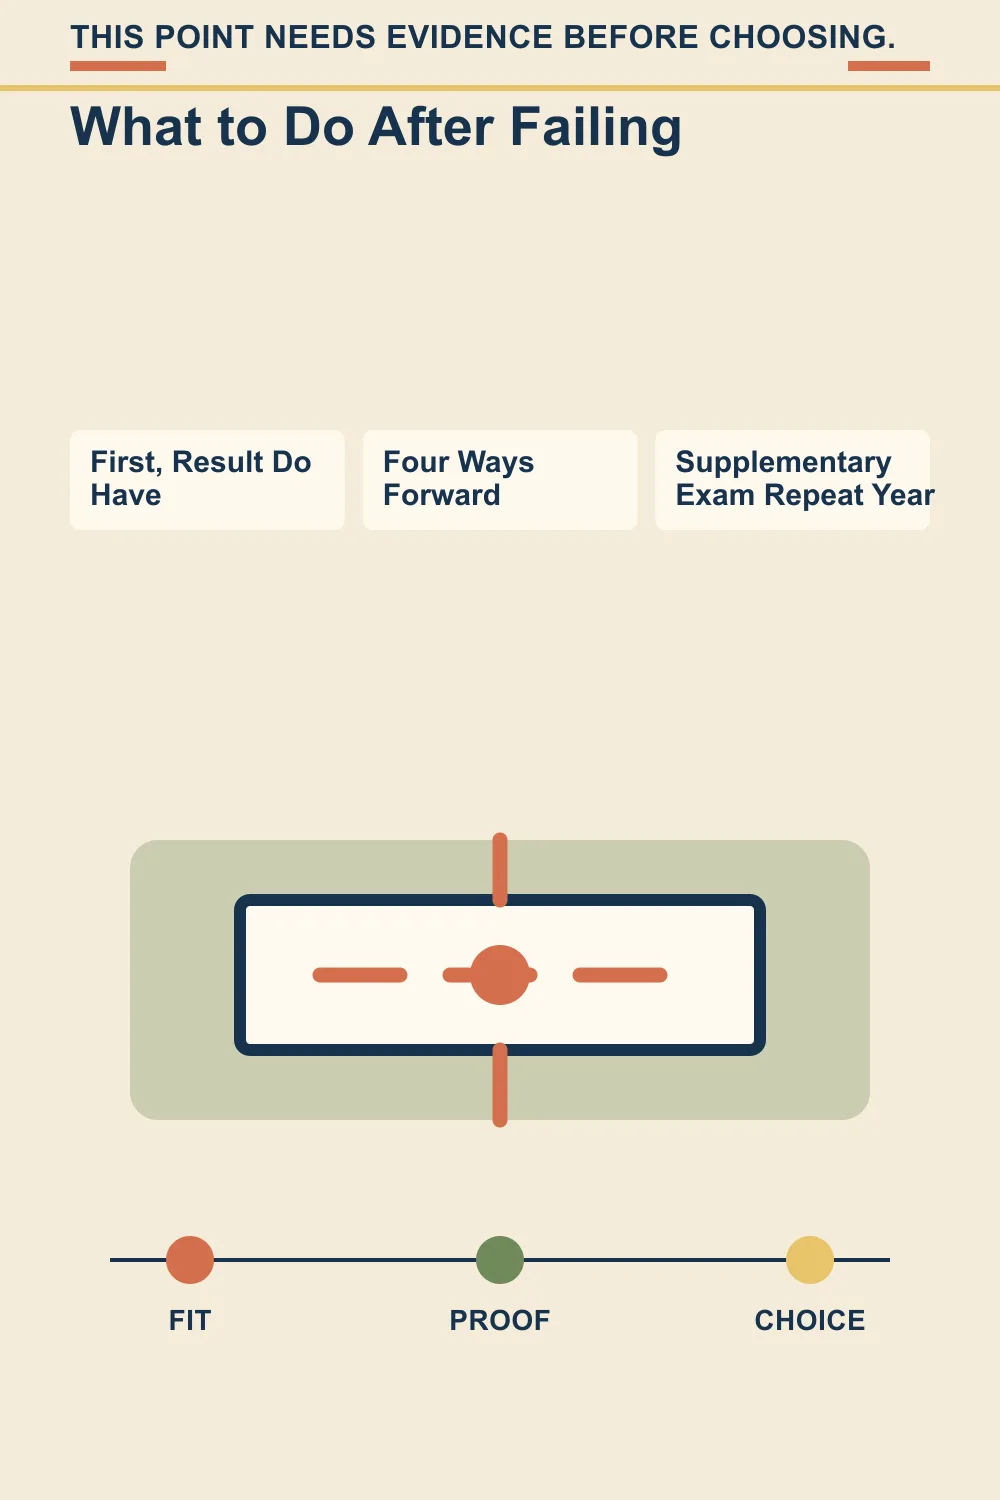 THIS POINT NEEDS EVIDENCE BEFORE CHOOSING.
What to Do After Failing
First, Result Do
Have
Four Ways
Forward
Supplementary
Exam Repeat Year
FIT
PROOF
CHOICE